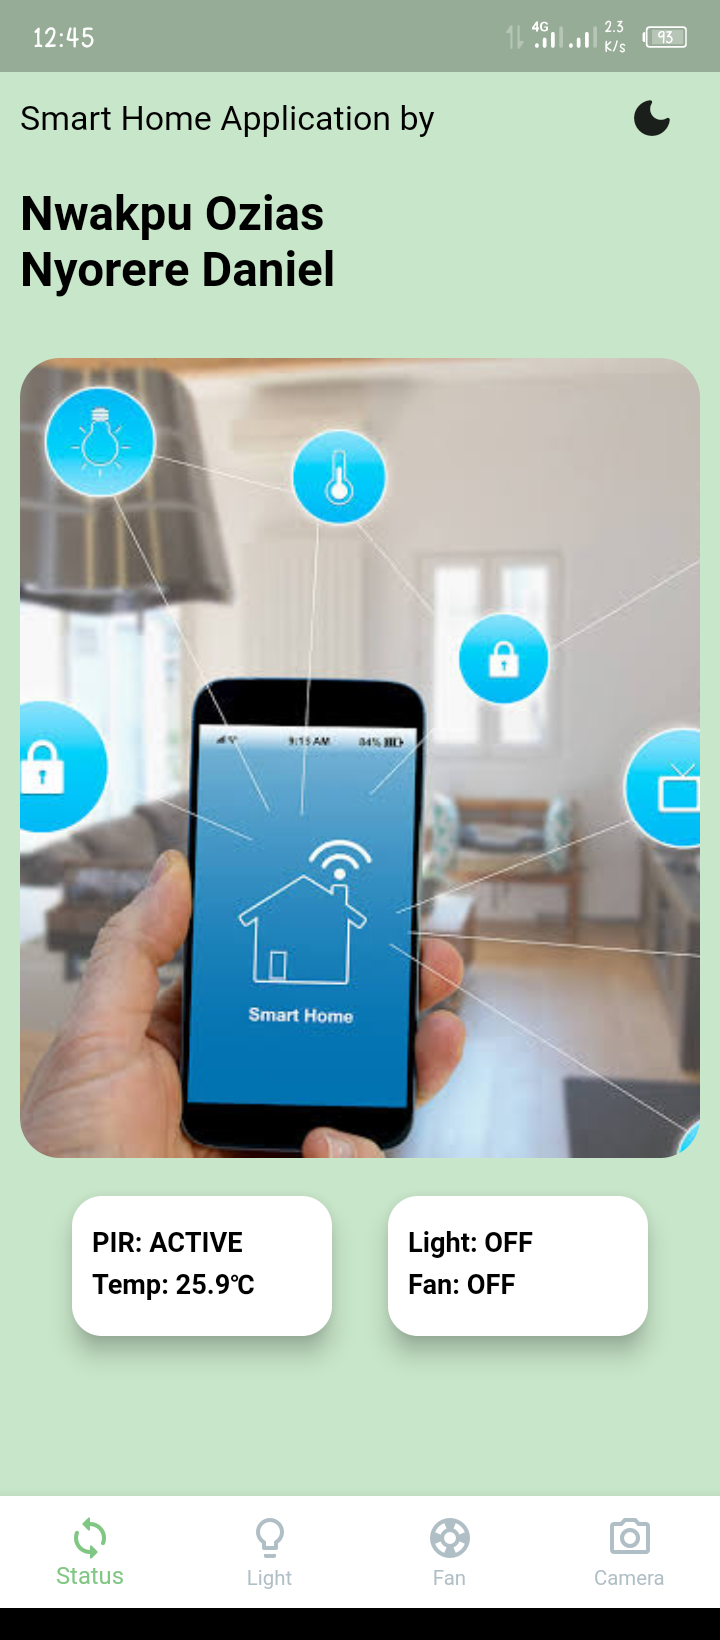 12:45
4G
2.3
K/s
93
Smart Home Application by
Nwakpu Ozias
Nyorere Daniel
9:15 AM
84%
Smart Home
PIR: ACTIVE
Temp: 25.9℃
Light: OFF
Fan: OFF
Status
Light
Fan
Camera